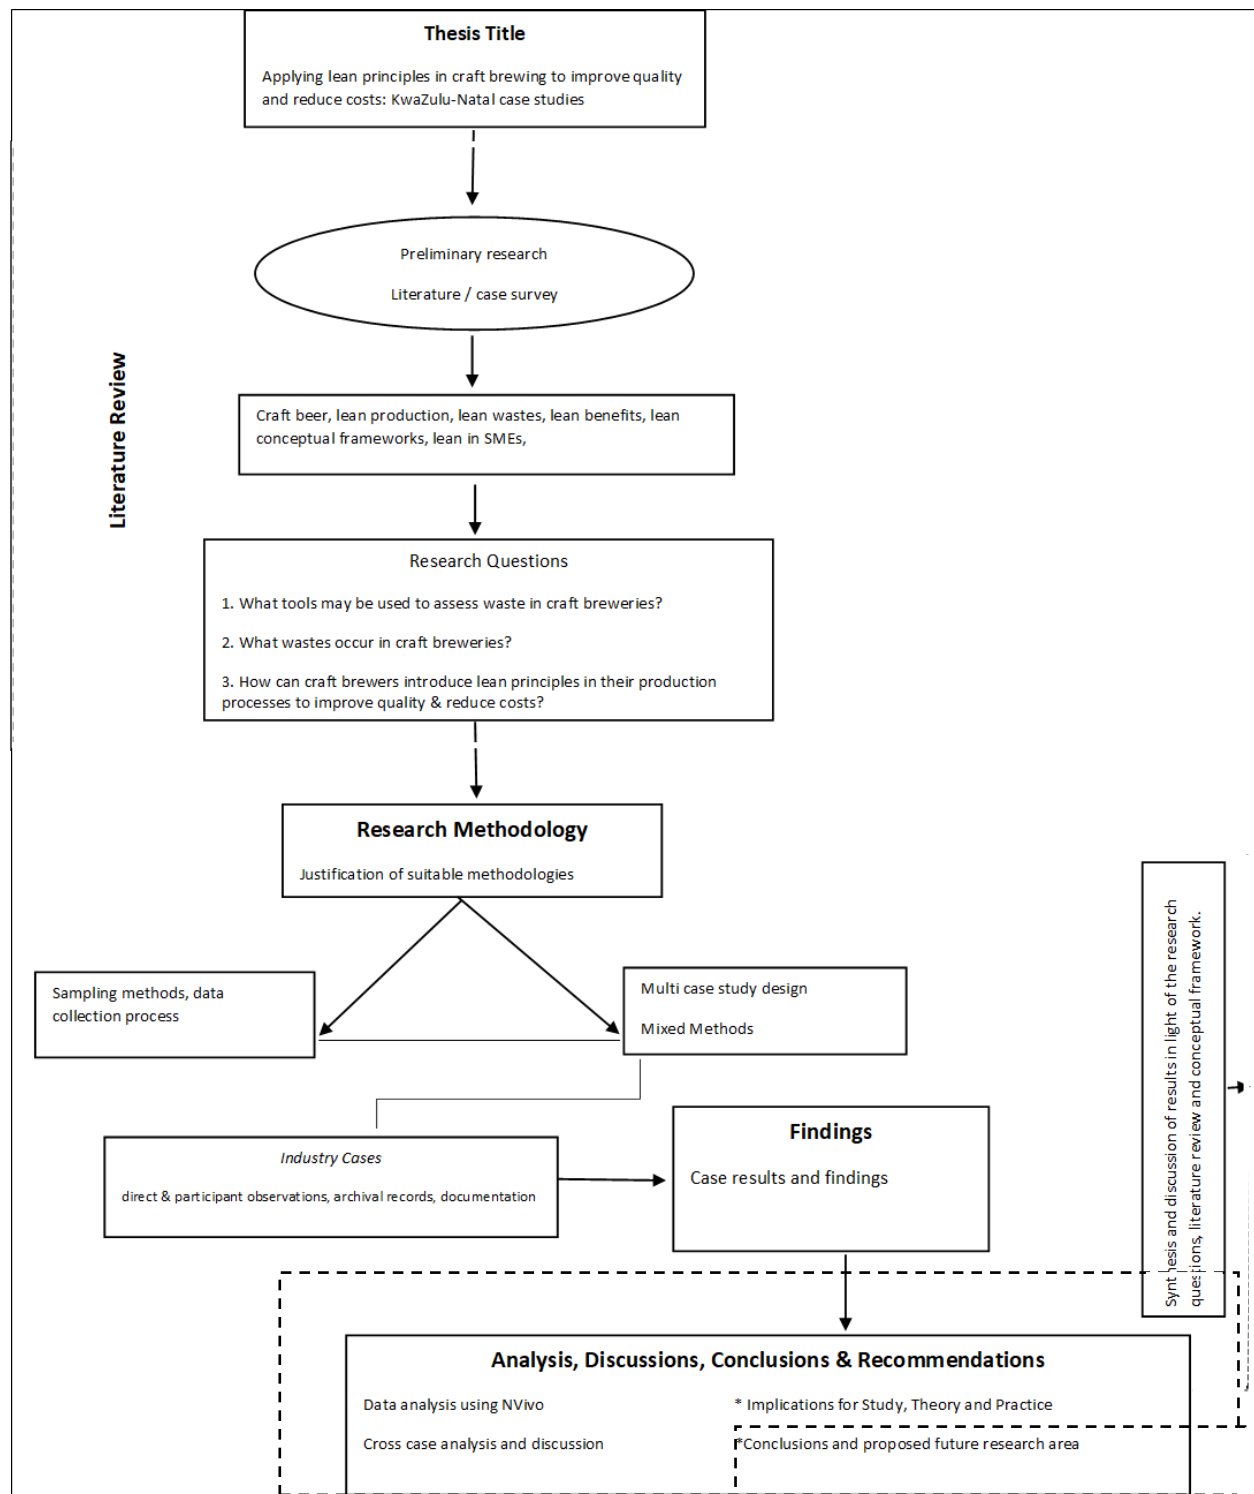 Thesis Title
Applying lean principles in craft brewing to improve quality
and reduce costs: KwaZulu-Natal case studies
Preliminary research
Literature / case survey
Literature Review
Craft beer, lean production, lean wastes, lean benefits, lean
conceptual frameworks, lean in SMEs,
Research Questions
1. What tools may be used to assess waste in craft breweries?
2. What wastes occur in craft breweries?
3. How can craft brewers introduce lean principles in their production
processes to improve quality & reduce costs?
Research Methodology
Justification of suitable methodologies
Sampling methods, data
collection process
Multi case study design
Mixed Methods
Industry Cases
direct & participant observations, archival records, documentation
Findings
Case results and findings
Synthesis and discussion of results in light of the research
questions, literature review and conceptual framework.
Analysis, Discussions, Conclusions & Recommendations
Data analysis using NVivo
* Implications for Study, Theory and Practice
Cross case analysis and discussion
*Conclusions and proposed future research area